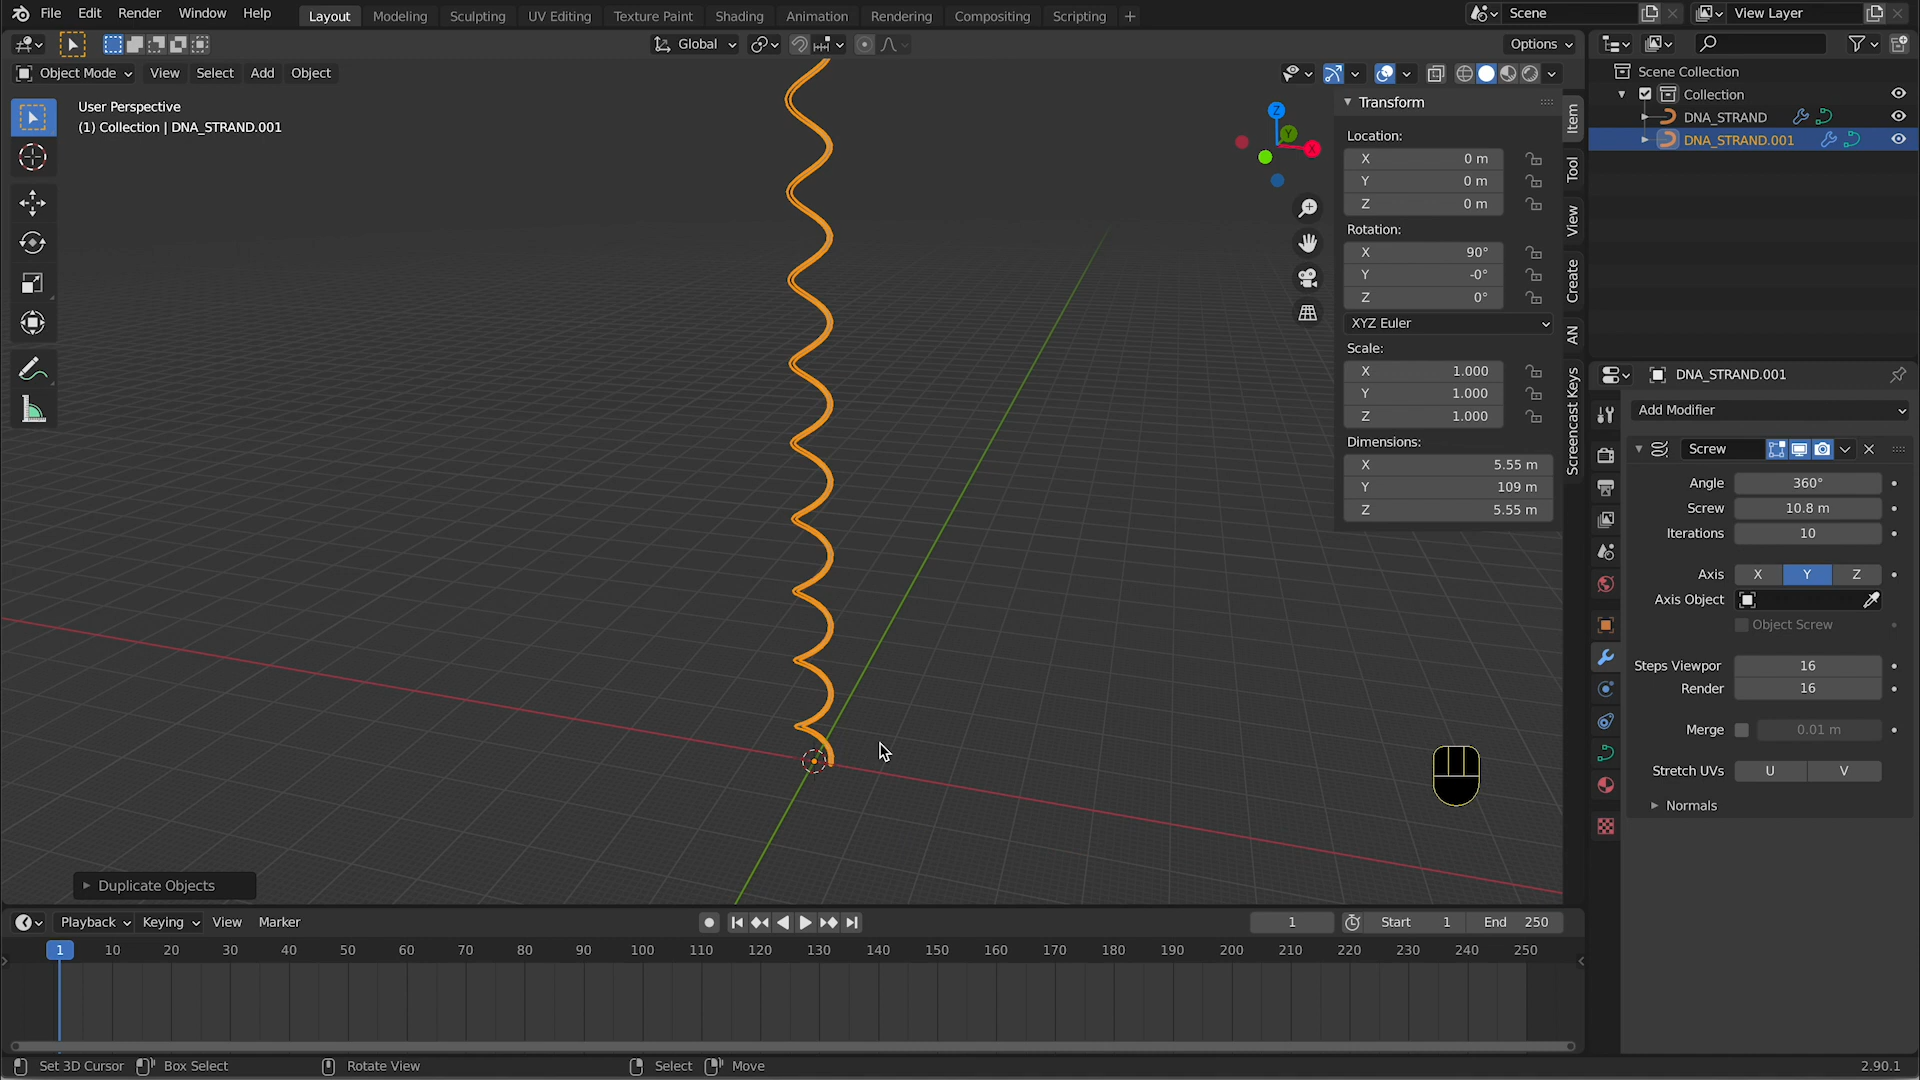 File Edit Render Window Help Layout Modeling Sculpting UV Editing Texture Paint Shading Animation Rendering Compositing Scripting + Scene View Layer
Global Options
Object Mode View Select Add Object
User Perspective
(1) Collection | DNA_STRAND.001
Z
Y
X
Transform
Location:
X 0 m
Y 0 m
Z 0 m
Rotation:
X 90°
Y -0°
Z 0°
XYZ Euler
Scale:
X 1.000
Y 1.000
Z 1.000
Dimensions:
X 5.55 m
Y 109 m
Z 5.55 m
Item
Tool
View
Create
AN
Screencast Keys
Scene Collection
Collection
DNA_STRAND
DNA_STRAND.001
DNA_STRAND.001
Add Modifier
Screw
Angle 360°
Screw 10.8 m
Iterations 10
Axis X Y Z
Axis Object
Object Screw
Steps Viewpor 16
Render 16
Merge 0.01 m
Stretch UVs U V
Normals
Duplicate Objects
Playback Keying View Marker 1 Start 1 End 250
1 10 20 30 40 50 60 70 80 90 100 110 120 130 140 150 160 170 180 190 200 210 220 230 240 250
Set 3D Cursor Box Select Rotate View Select Move 2.90.1